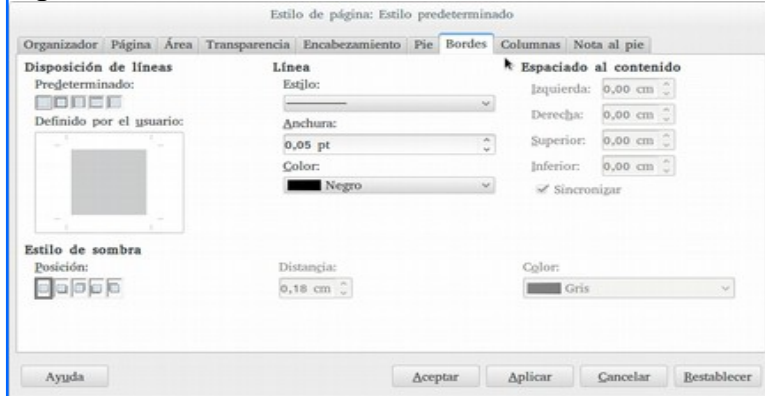 Estilo de página: Estilo predeterminado
Organizador Página Área Transparencia Encabezamiento Pie Bordes Columnas Nota al pie
Disposición de líneas Línea Espaciado al contenido
Predeterminado: Estilo: Izquierda: 0,00 cm
Definido por el usuario: Anchura: Derecha: 0,00 cm
0,05 pt Superior: 0,00 cm
Color: Inferior: 0,00 cm
Negro Sincronizar
Estilo de sombra
Posición: Distancia: Color:
0,18 cm Gris
Ayuda Aceptar Aplicar Cancelar Restablecer